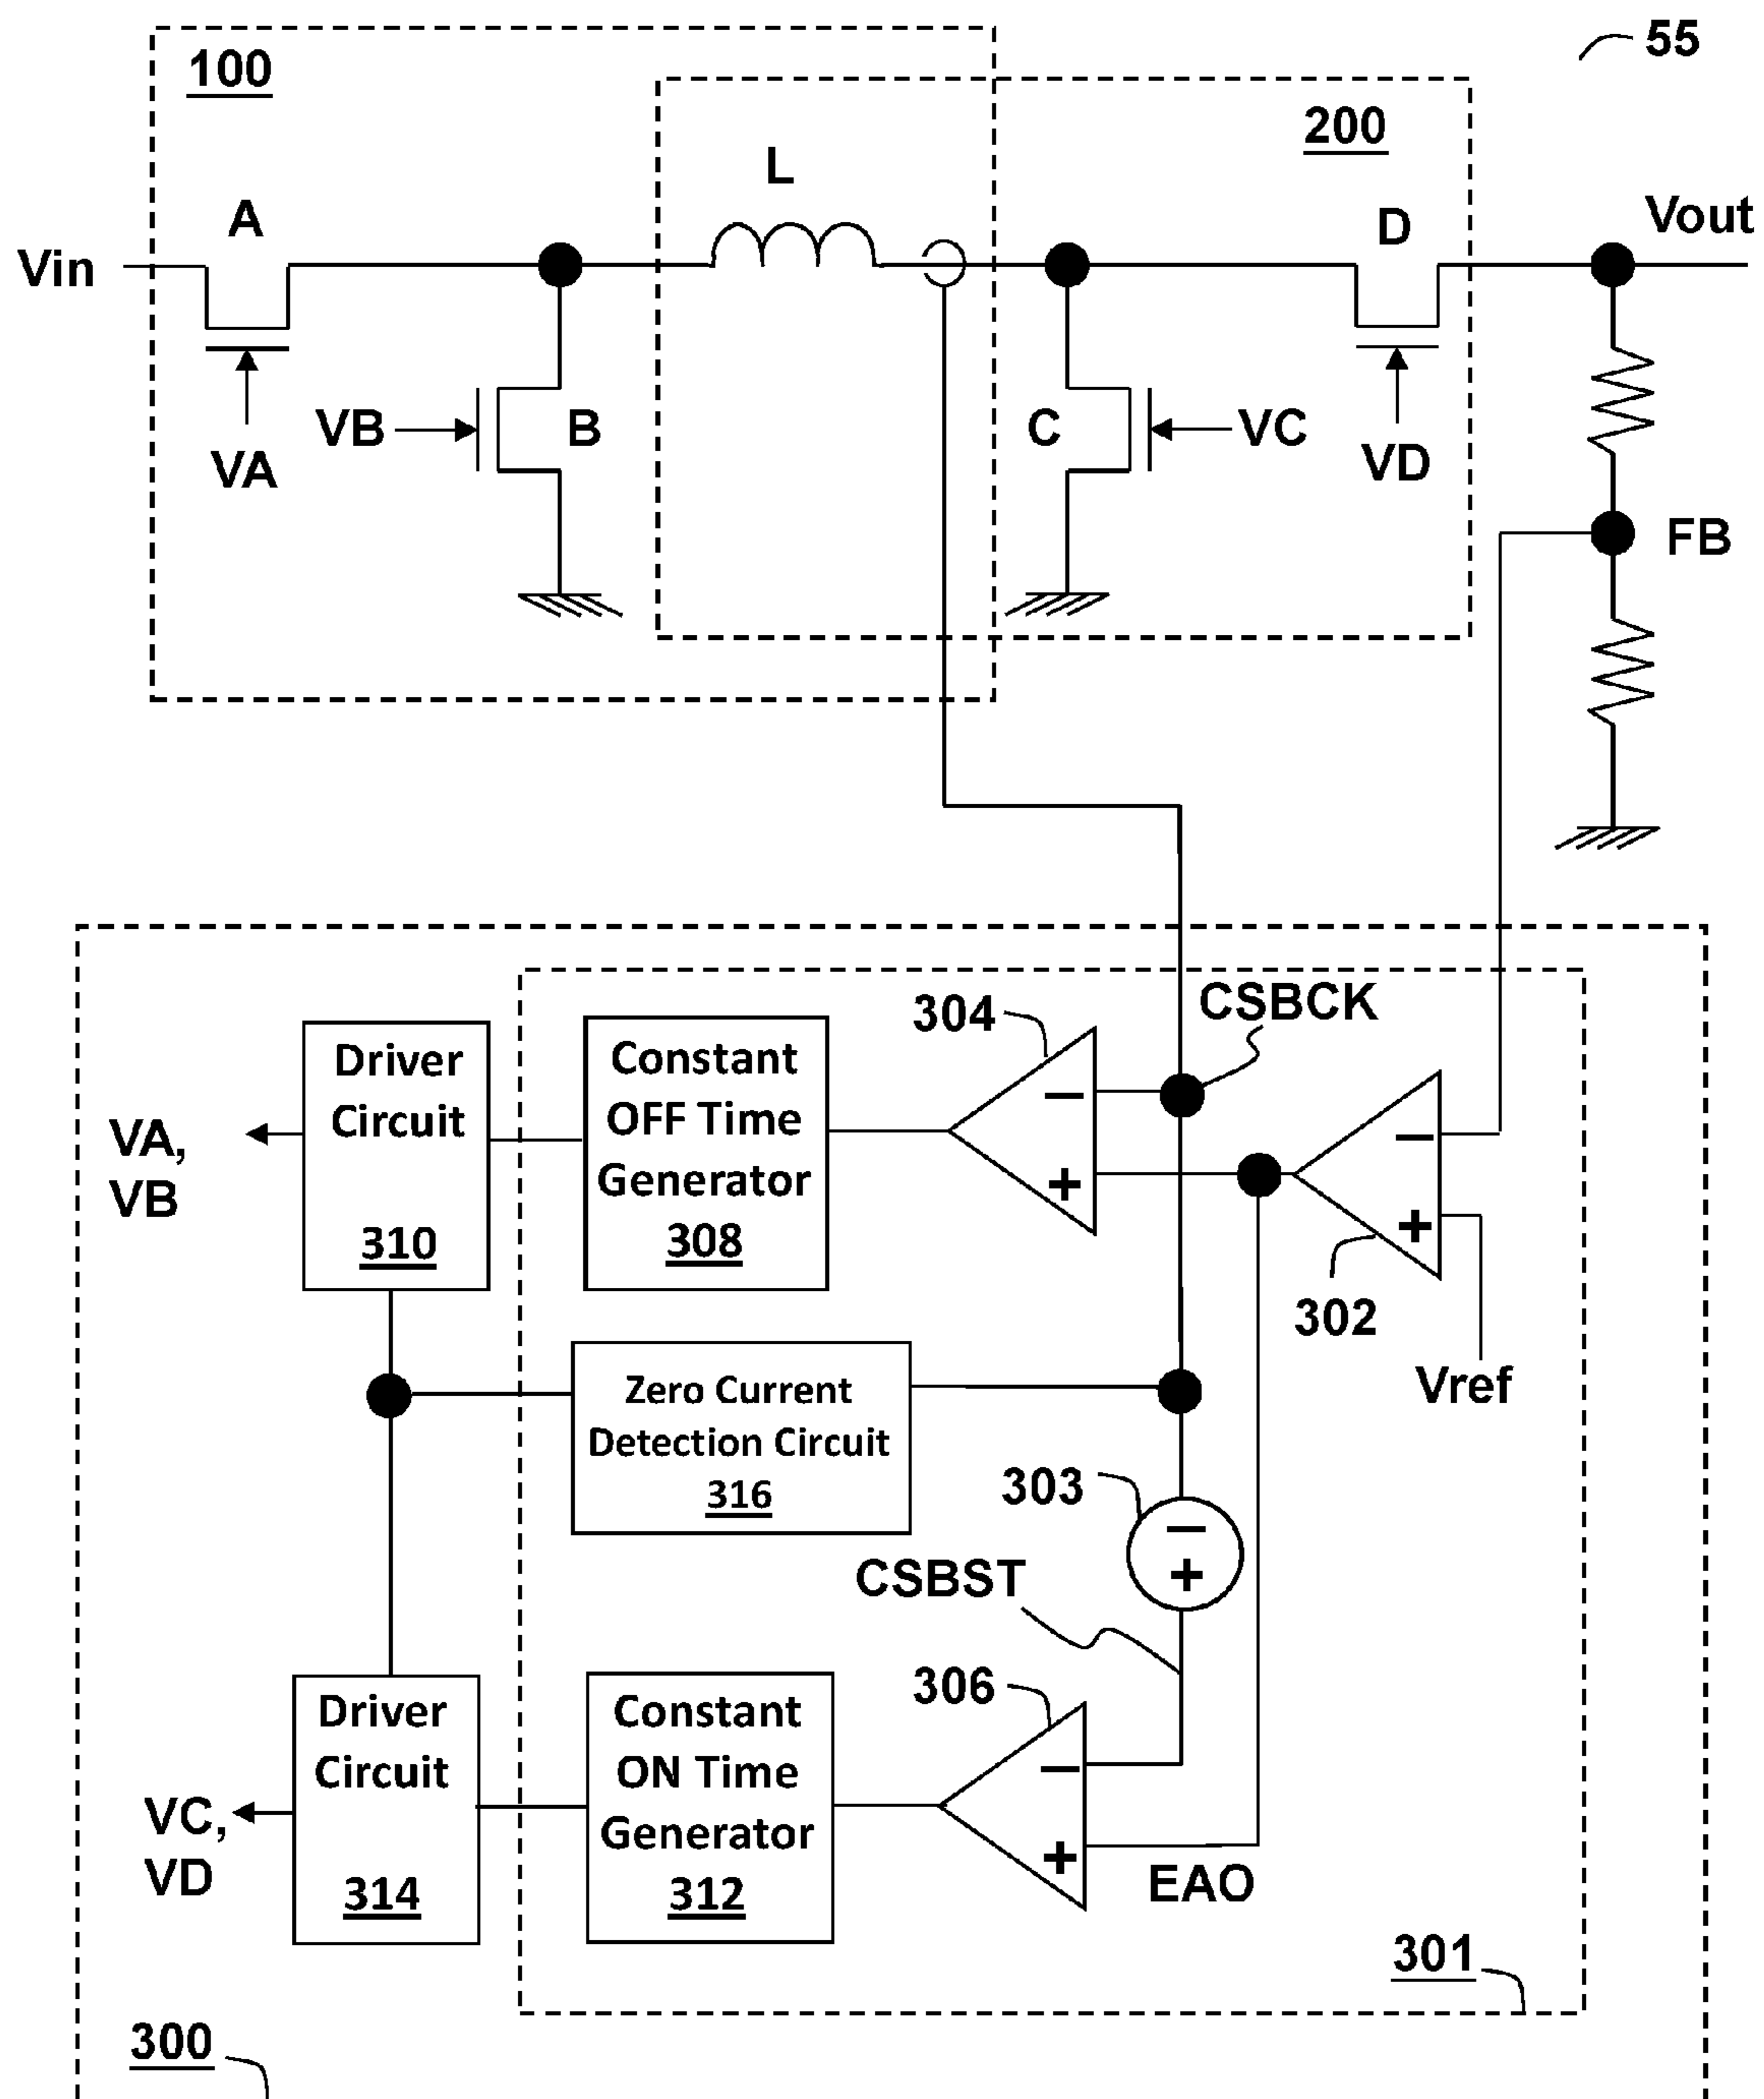 55
100
200
L
A
D
Vin
Vout
VB
B
C
VC
VA
VD
FB
304
CSBCK
Driver
Circuit
310
Constant
OFF Time
Generator
308
−
+
−
+
VA,
VB
302
Vref
Zero Current
Detection Circuit
316
303
−
+
CSBST
306
Driver
Circuit
314
Constant
ON Time
Generator
312
−
+
VC,
VD
EAO
301
300